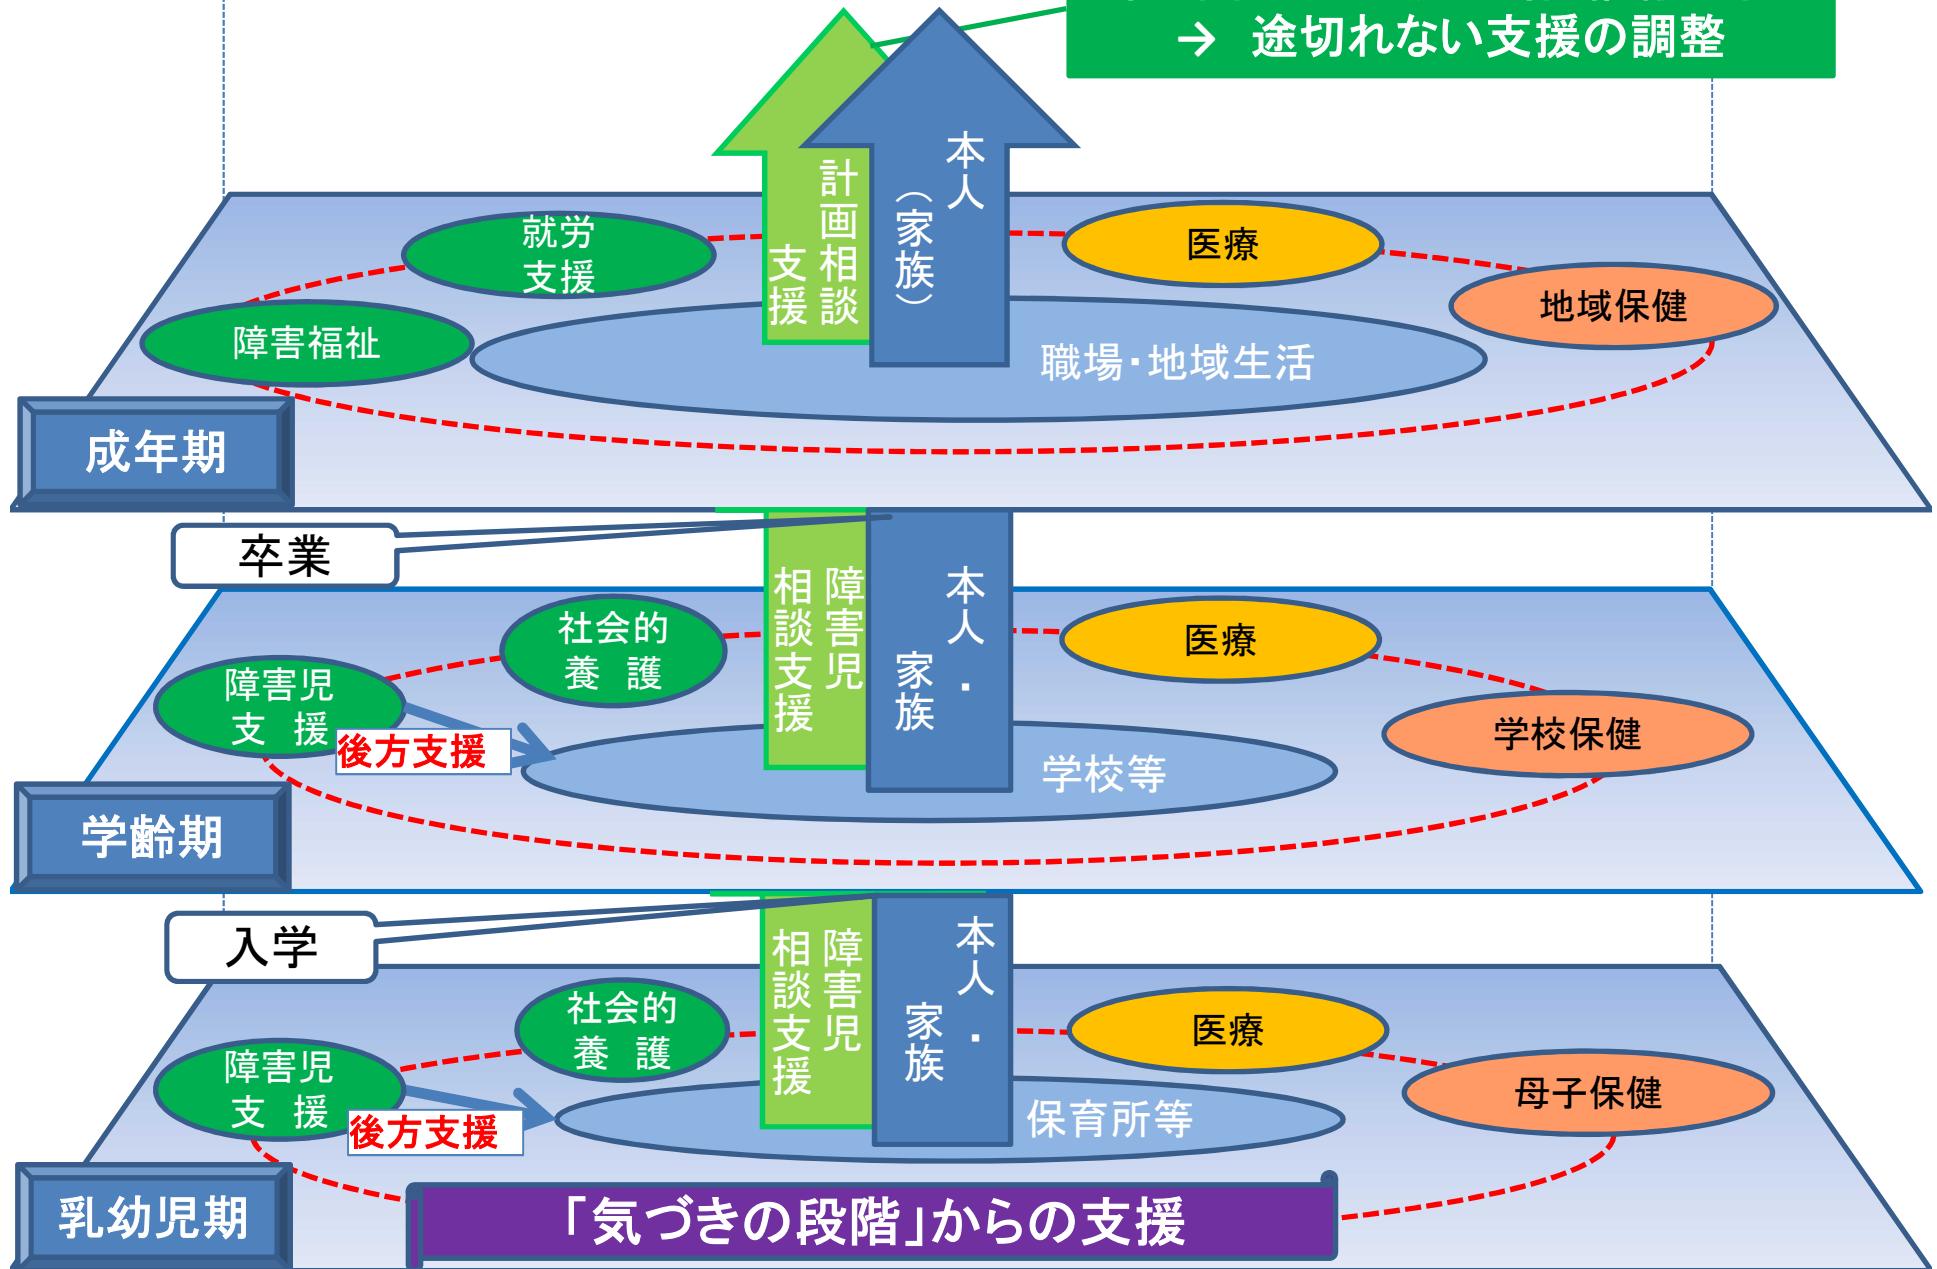 → 途切れない支援の調整
本人
（家族）
計画相談
支援
就労
支援
医療
地域保健
障害福祉
職場・地域生活
成年期
卒業
本人・
家族
障害児
相談支援
社会的
養 護
医療
障害児
支 援
後方支援
学校保健
学校等
学齢期
入学
本人・
家族
障害児
相談支援
社会的
養 護
医療
障害児
支 援
後方支援
母子保健
保育所等
乳幼児期
「気づきの段階」からの支援